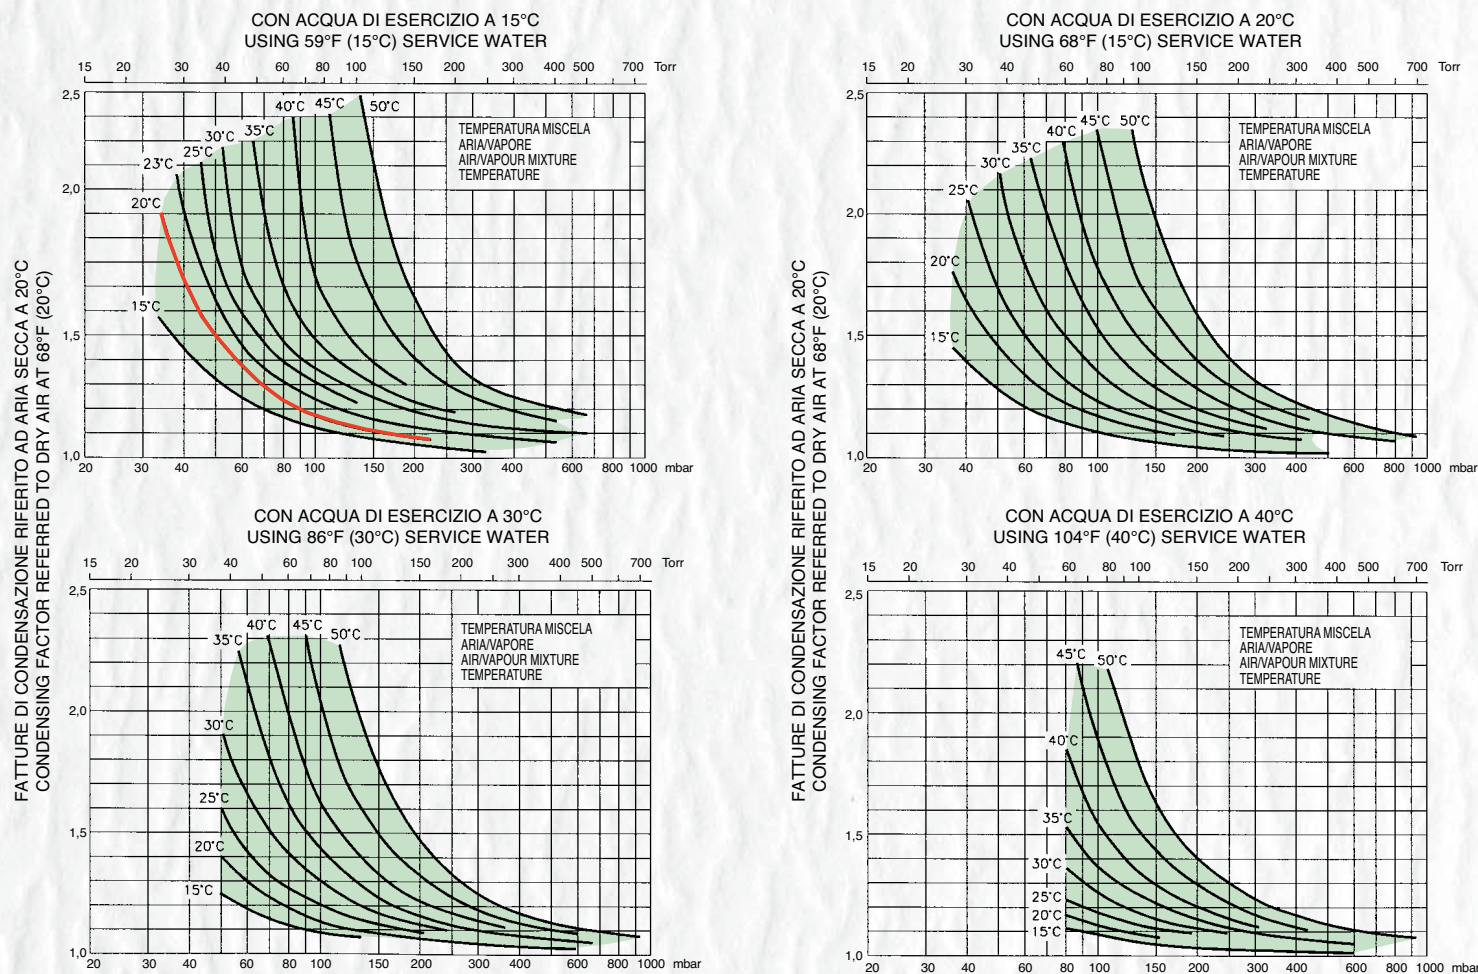 CON ACQUA DI ESERCIZIO A 15°C
USING 59°F (15°C) SERVICE WATER
15 20 30 40 60 80 100 150 200 300 400 500 700 Torr
2,5
2,0
1,5
1,0
15°C
20°C
23°C
25°C
30°C
35°C
40°C
45°C
50°C
TEMPERATURA MISCELA
ARIA/VAPORE
AIR/VAPOUR MIXTURE
TEMPERATURE
20 30 40 60 80 100 150 200 300 400 600 800 1000 mbar
FATTURE DI CONDENSAZIONE RIFERITO AD ARIA SECCA A 20°C
CONDENSING FACTOR REFERRED TO DRY AIR AT 68°F (20°C)
CON ACQUA DI ESERCIZIO A 20°C
USING 68°F (15°C) SERVICE WATER
15 20 30 40 60 80 100 150 200 300 400 500 700 Torr
2,5
2,0
1,5
1,0
15°C
20°C
25°C
30°C
35°C
40°C
45°C
50°C
TEMPERATURA MISCELA
ARIA/VAPORE
AIR/VAPOUR MIXTURE
TEMPERATURE
20 30 40 60 80 100 150 200 300 400 600 800 1000 mbar
FATTURE DI CONDENSAZIONE RIFERITO AD ARIA SECCA A 20°C
CONDENSING FACTOR REFERRED TO DRY AIR AT 68°F (20°C)
CON ACQUA DI ESERCIZIO A 30°C
USING 86°F (30°C) SERVICE WATER
15 20 30 40 60 80 100 150 200 300 400 500 700 Torr
2,5
2,0
1,5
1,0
15°C
20°C
25°C
30°C
35°C
40°C
45°C
50°C
TEMPERATURA MISCELA
ARIA/VAPORE
AIR/VAPOUR MIXTURE
TEMPERATURE
20 30 40 60 80 100 150 200 300 400 600 800 1000 mbar
CON ACQUA DI ESERCIZIO A 40°C
USING 104°F (40°C) SERVICE WATER
15 20 30 40 60 80 100 150 200 300 400 500 700 Torr
2,5
2,0
1,5
1,0
15°C
20°C
25°C
30°C
35°C
40°C
45°C
50°C
TEMPERATURA MISCELA
ARIA/VAPORE
AIR/VAPOUR MIXTURE
TEMPERATURE
20 30 40 60 80 100 150 200 300 400 600 800 1000 mbar